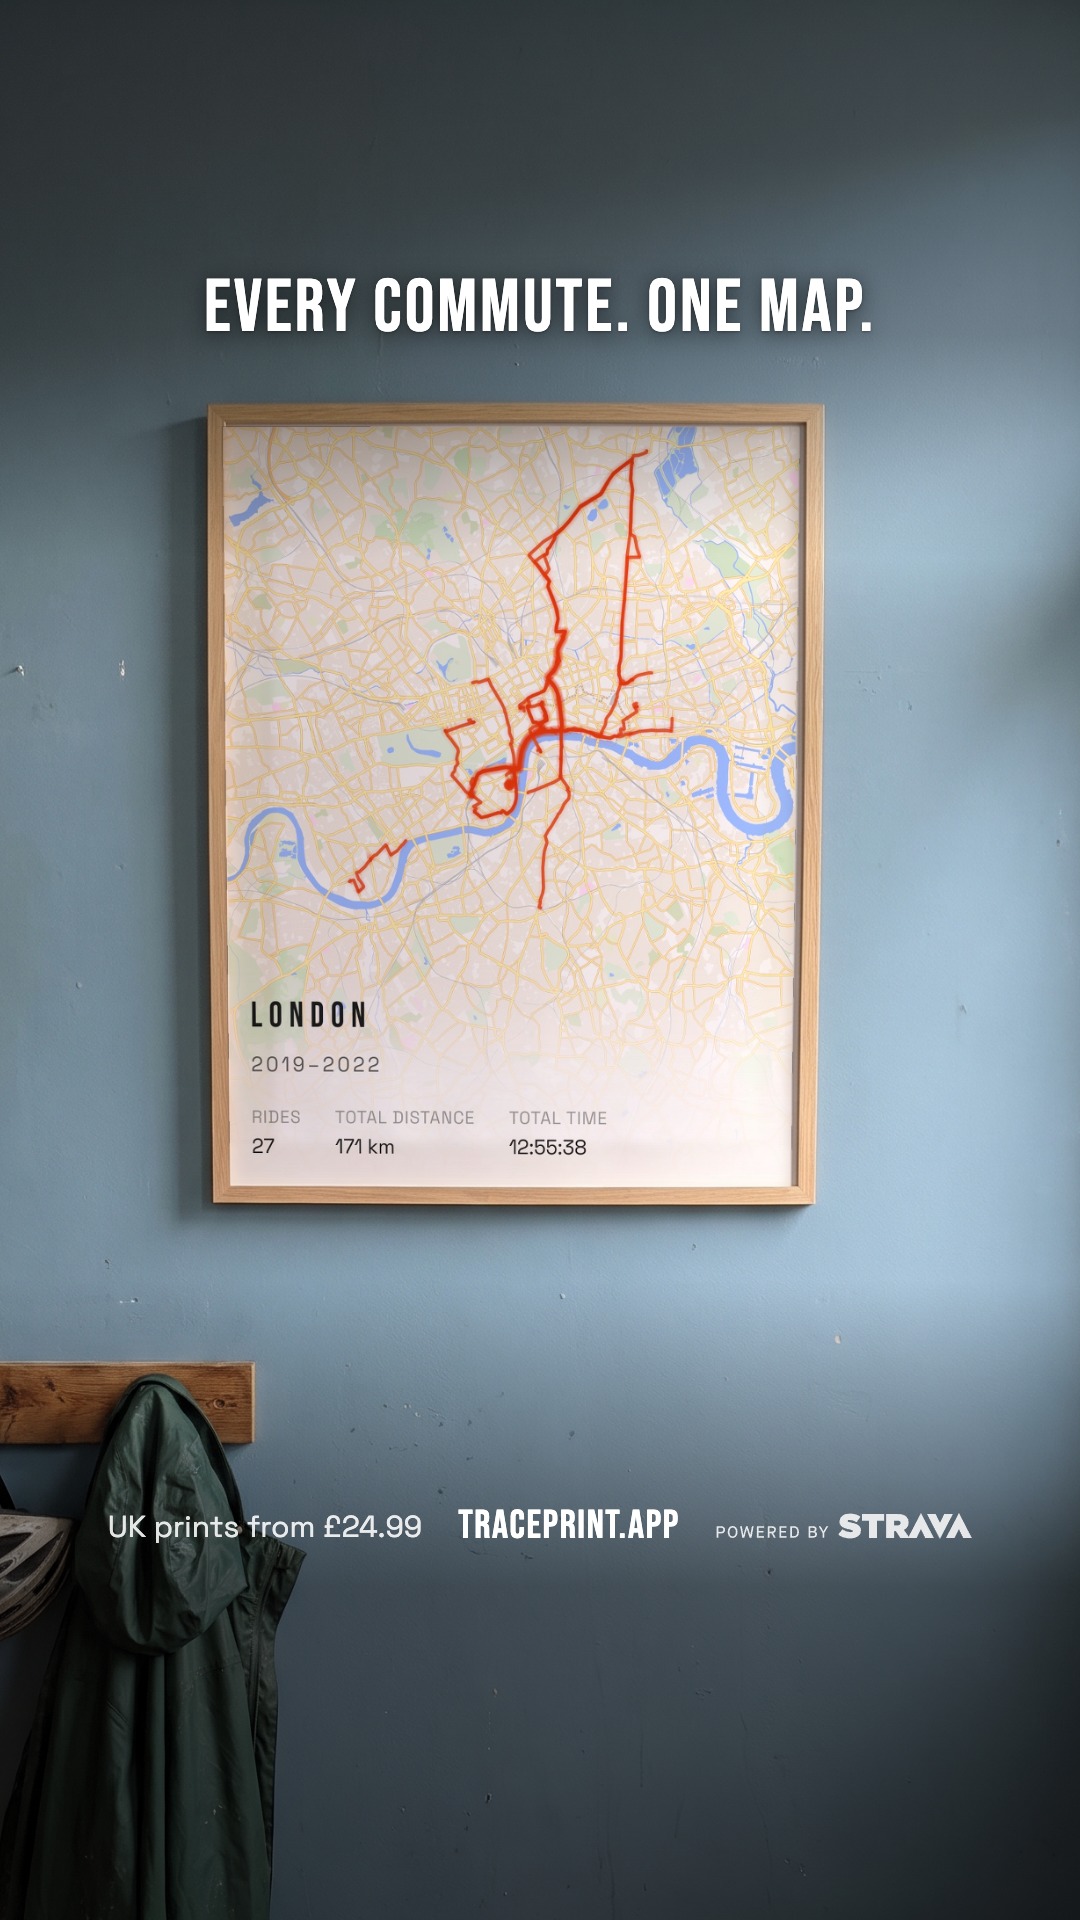 EVERY COMMUTE. ONE MAP.
LONDON
2019–2022
RIDES TOTAL DISTANCE TOTAL TIME
27 171 km 12:55:38
UK prints from £24.99 TRACEPRINT.APP POWERED BY STRAVA